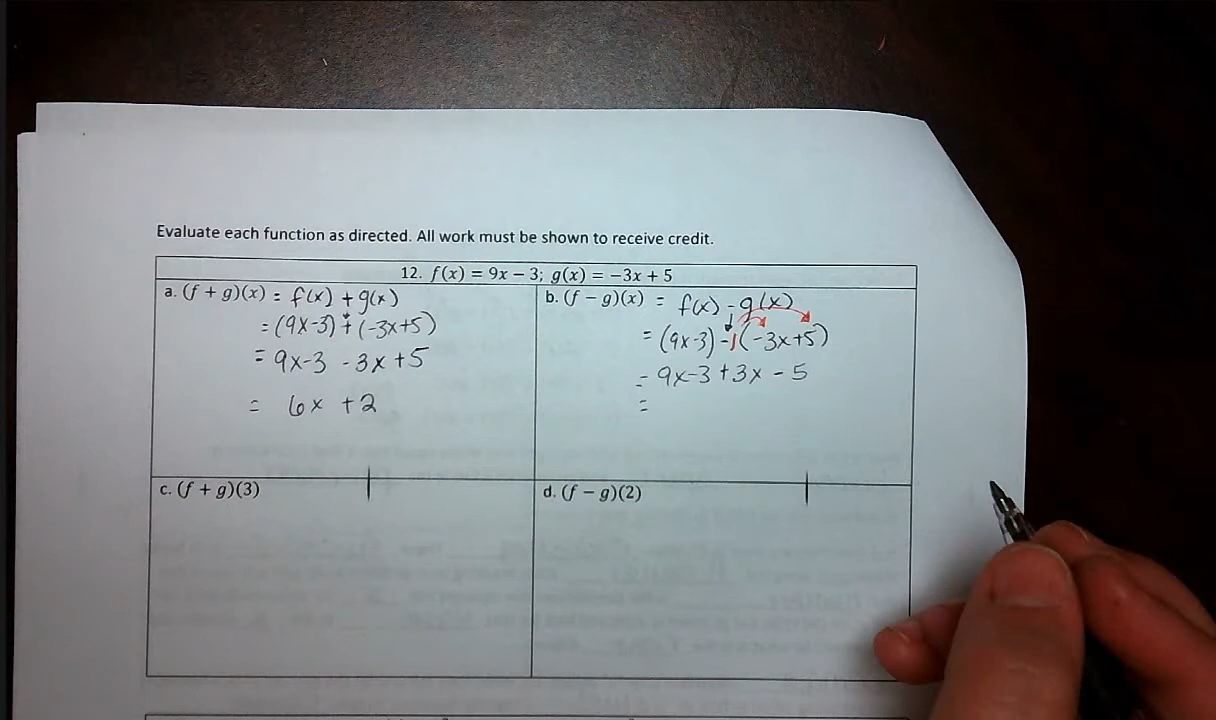 Evaluate each function as directed. All work must be shown to receive credit.
12. f(x) = 9x − 3; g(x) = −3x + 5
a. (f + g)(x) = f(x) + g(x)
= (9x-3) + (-3x+5)
= 9x-3 - 3x + 5
= 6x + 2
b. (f − g)(x) = f(x) - g(x)
= (9x-3) - 1(-3x+5)
= 9x-3 + 3x - 5
=
c. (f + g)(3)
d. (f − g)(2)